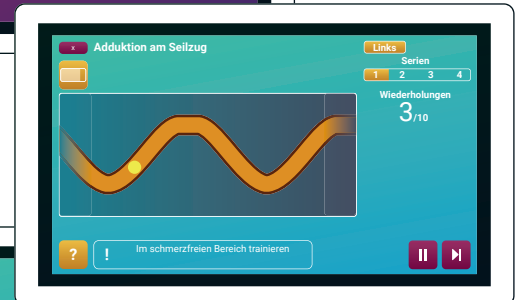 x Adduktion am Seilzug
Links
Serien
1 2 3 4
Wiederholungen
3/10
? ! Im schmerzfreien Bereich trainieren